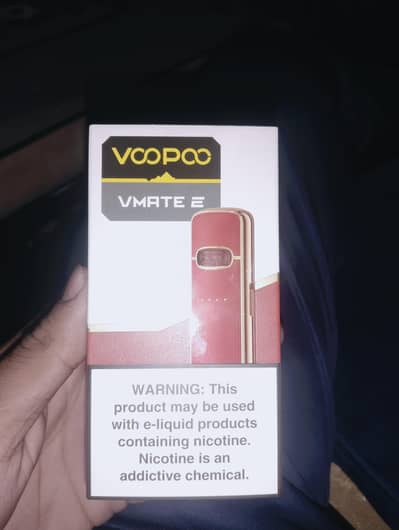 VOOPOO
VMATE E
WARNING: This
product may be used
with e-liquid products
containing nicotine.
Nicotine is an
addictive chemical.